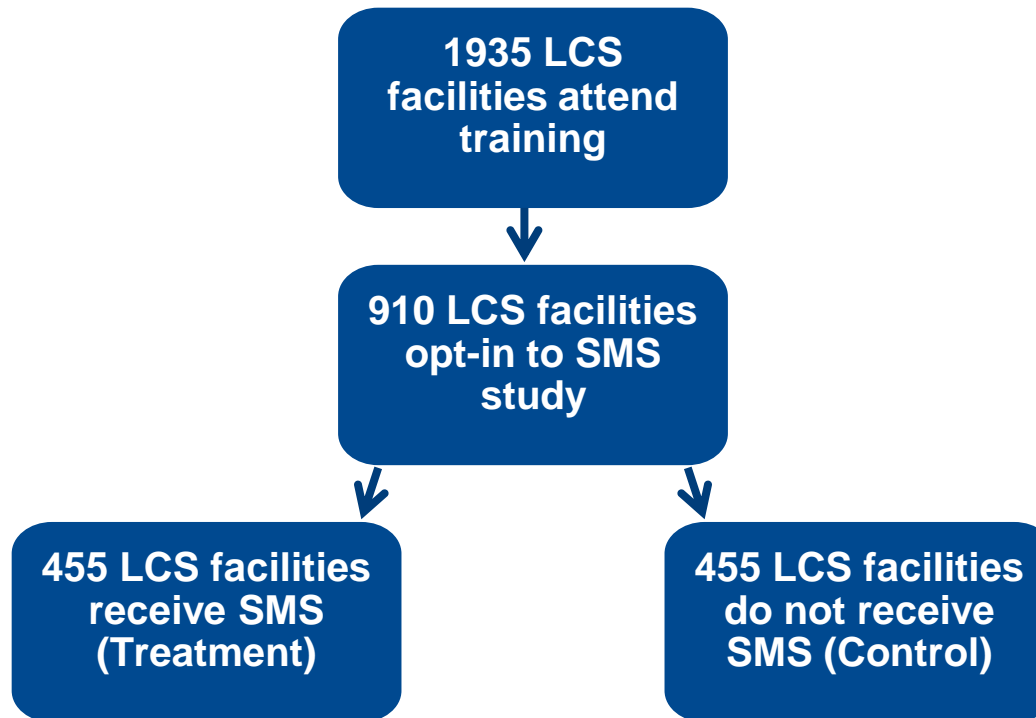 1935 LCS
facilities attend
training
910 LCS facilities
opt-in to SMS
study
455 LCS facilities
receive SMS
(Treatment)
455 LCS facilities
do not receive
SMS (Control)